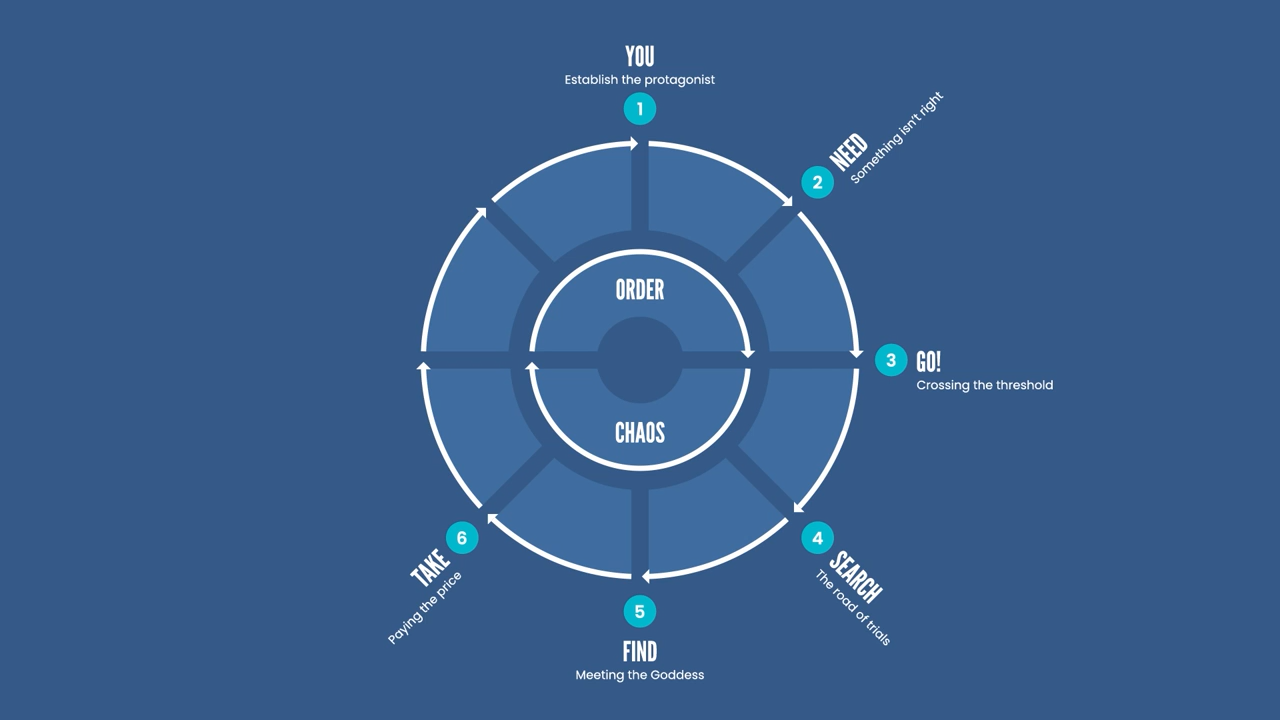 YOU
Establish the protagonist
1
2
NEED
Something isn't right
ORDER
3
GO!
Crossing the threshold
CHAOS
4
SEARCH
The road of trials
5
FIND
Meeting the Goddess
6
TAKE
Paying the price